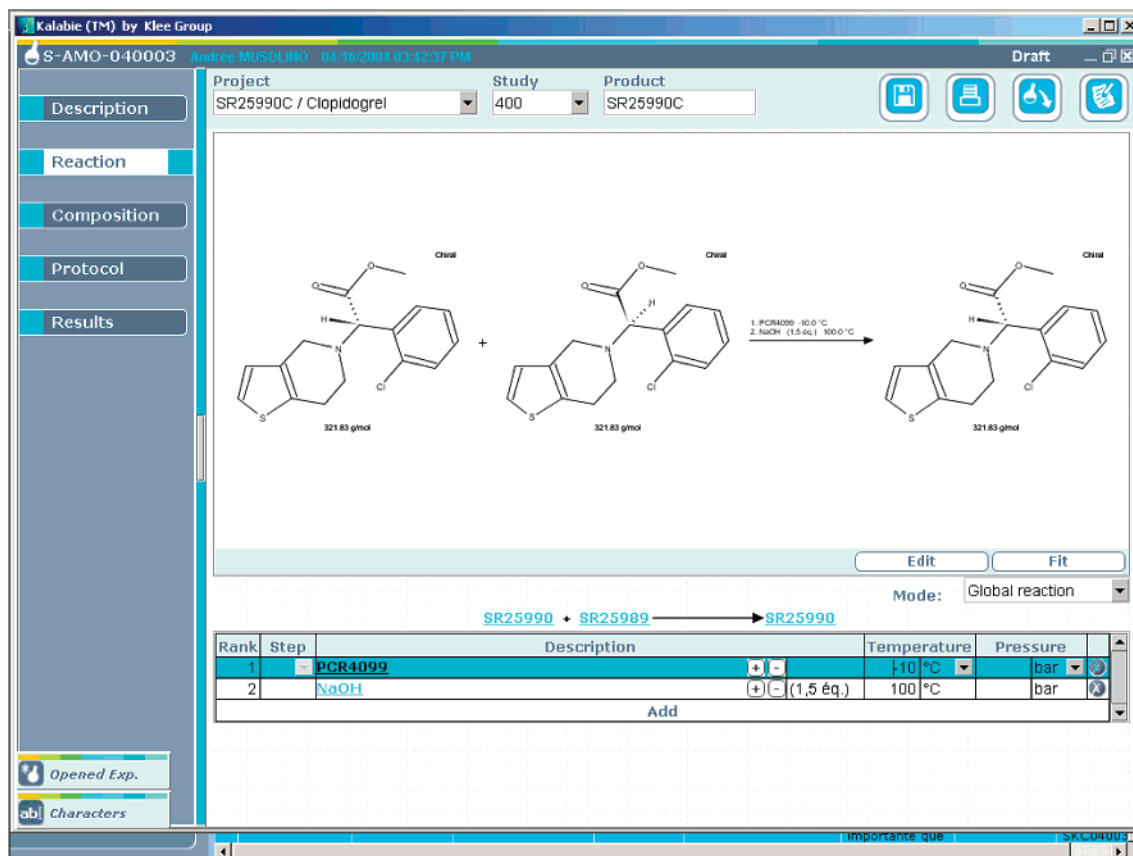 Kalabie (TM) by Klee Group
S-AMO-040003 Andrée MUSOLINO 04/16/2004 03:42:37 PM Draft
Project Study Product
SR25990C / Clopidogrel 400 SR25990C
Description
Reaction
Composition
Protocol
Results
Chiral Chiral Chiral
O O O
O O O
H H H
N N N
Cl Cl Cl
S S S
+
1. PCR4099 -10.0 °C
2. NaOH (1,5 éq.) 100.0 °C
321.83 g/mol 321.83 g/mol 321.83 g/mol
Edit Fit
Mode: Global reaction
SR25990 + SR25989 SR25990
Rank Step Description Temperature Pressure
1 PCR4099 + - -10 °C bar
2 NaOH + - (1,5 éq.) 100 °C bar
Add
Opened Exp.
ab Characters
importante que SKC04003